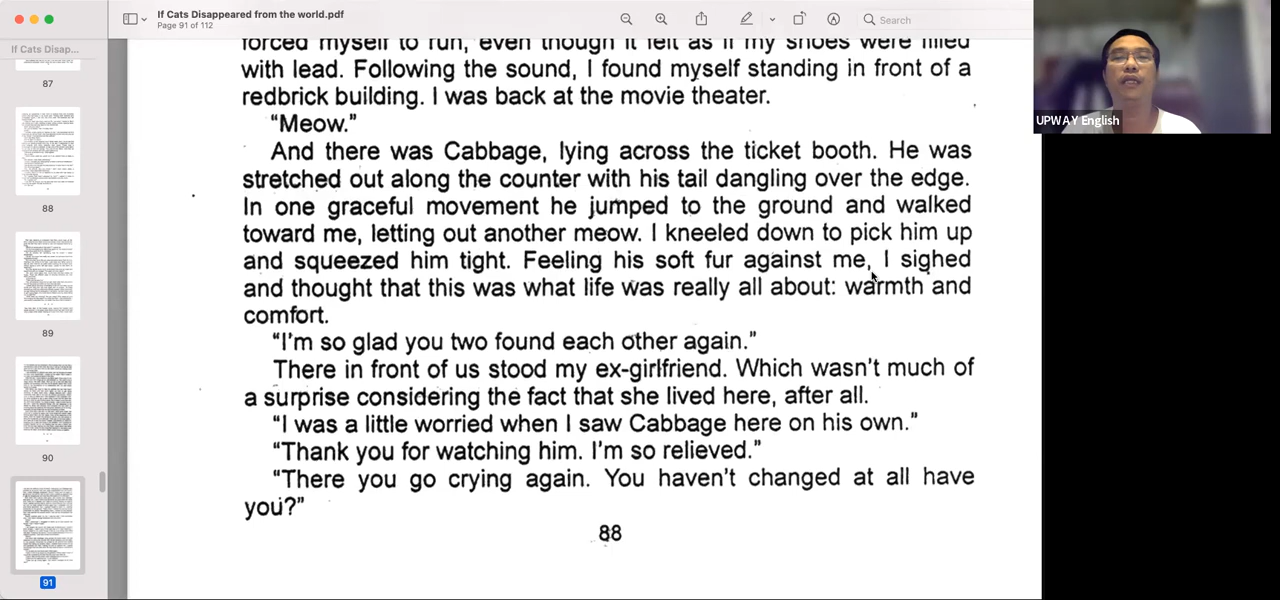 If Cats Disappeared from the world.pdf
Page 91 of 112
Search
If Cats Disap...
87
88
89
90
91
forced myself to run, even though it felt as if my shoes were filled
with lead. Following the sound, I found myself standing in front of a
redbrick building. I was back at the movie theater.
“Meow.”
And there was Cabbage, lying across the ticket booth. He was
stretched out along the counter with his tail dangling over the edge.
In one graceful movement he jumped to the ground and walked
toward me, letting out another meow. I kneeled down to pick him up
and squeezed him tight. Feeling his soft fur against me, I sighed
and thought that this was what life was really all about: warmth and
comfort.
“I'm so glad you two found each other again.”
There in front of us stood my ex-girlfriend. Which wasn't much of
a surprise considering the fact that she lived here, after all.
“I was a little worried when I saw Cabbage here on his own.”
“Thank you for watching him. I'm so relieved.”
“There you go crying again. You haven't changed at all have
you?”
88
UPWAY English